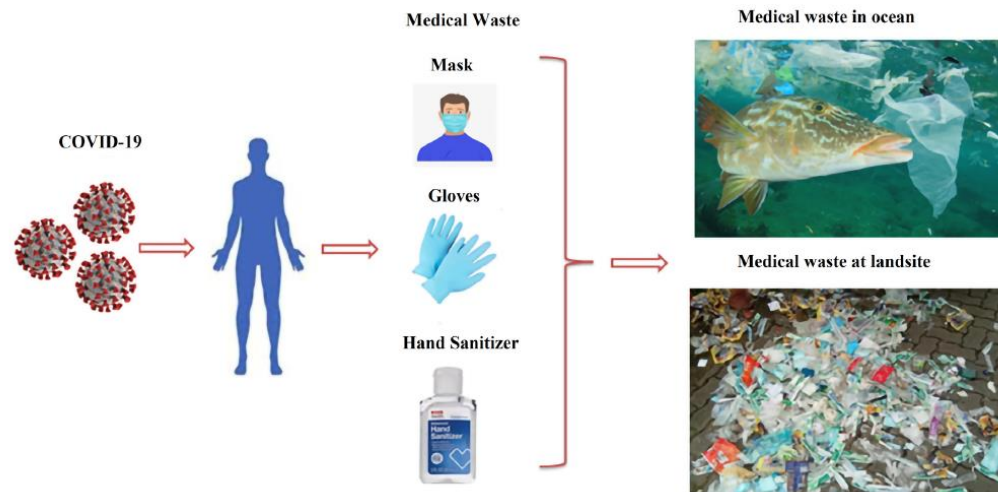 Medical Waste
Medical waste in ocean
Mask
COVID-19
Gloves
Medical waste at landsite
Hand Sanitizer
Hand
Sanitizer